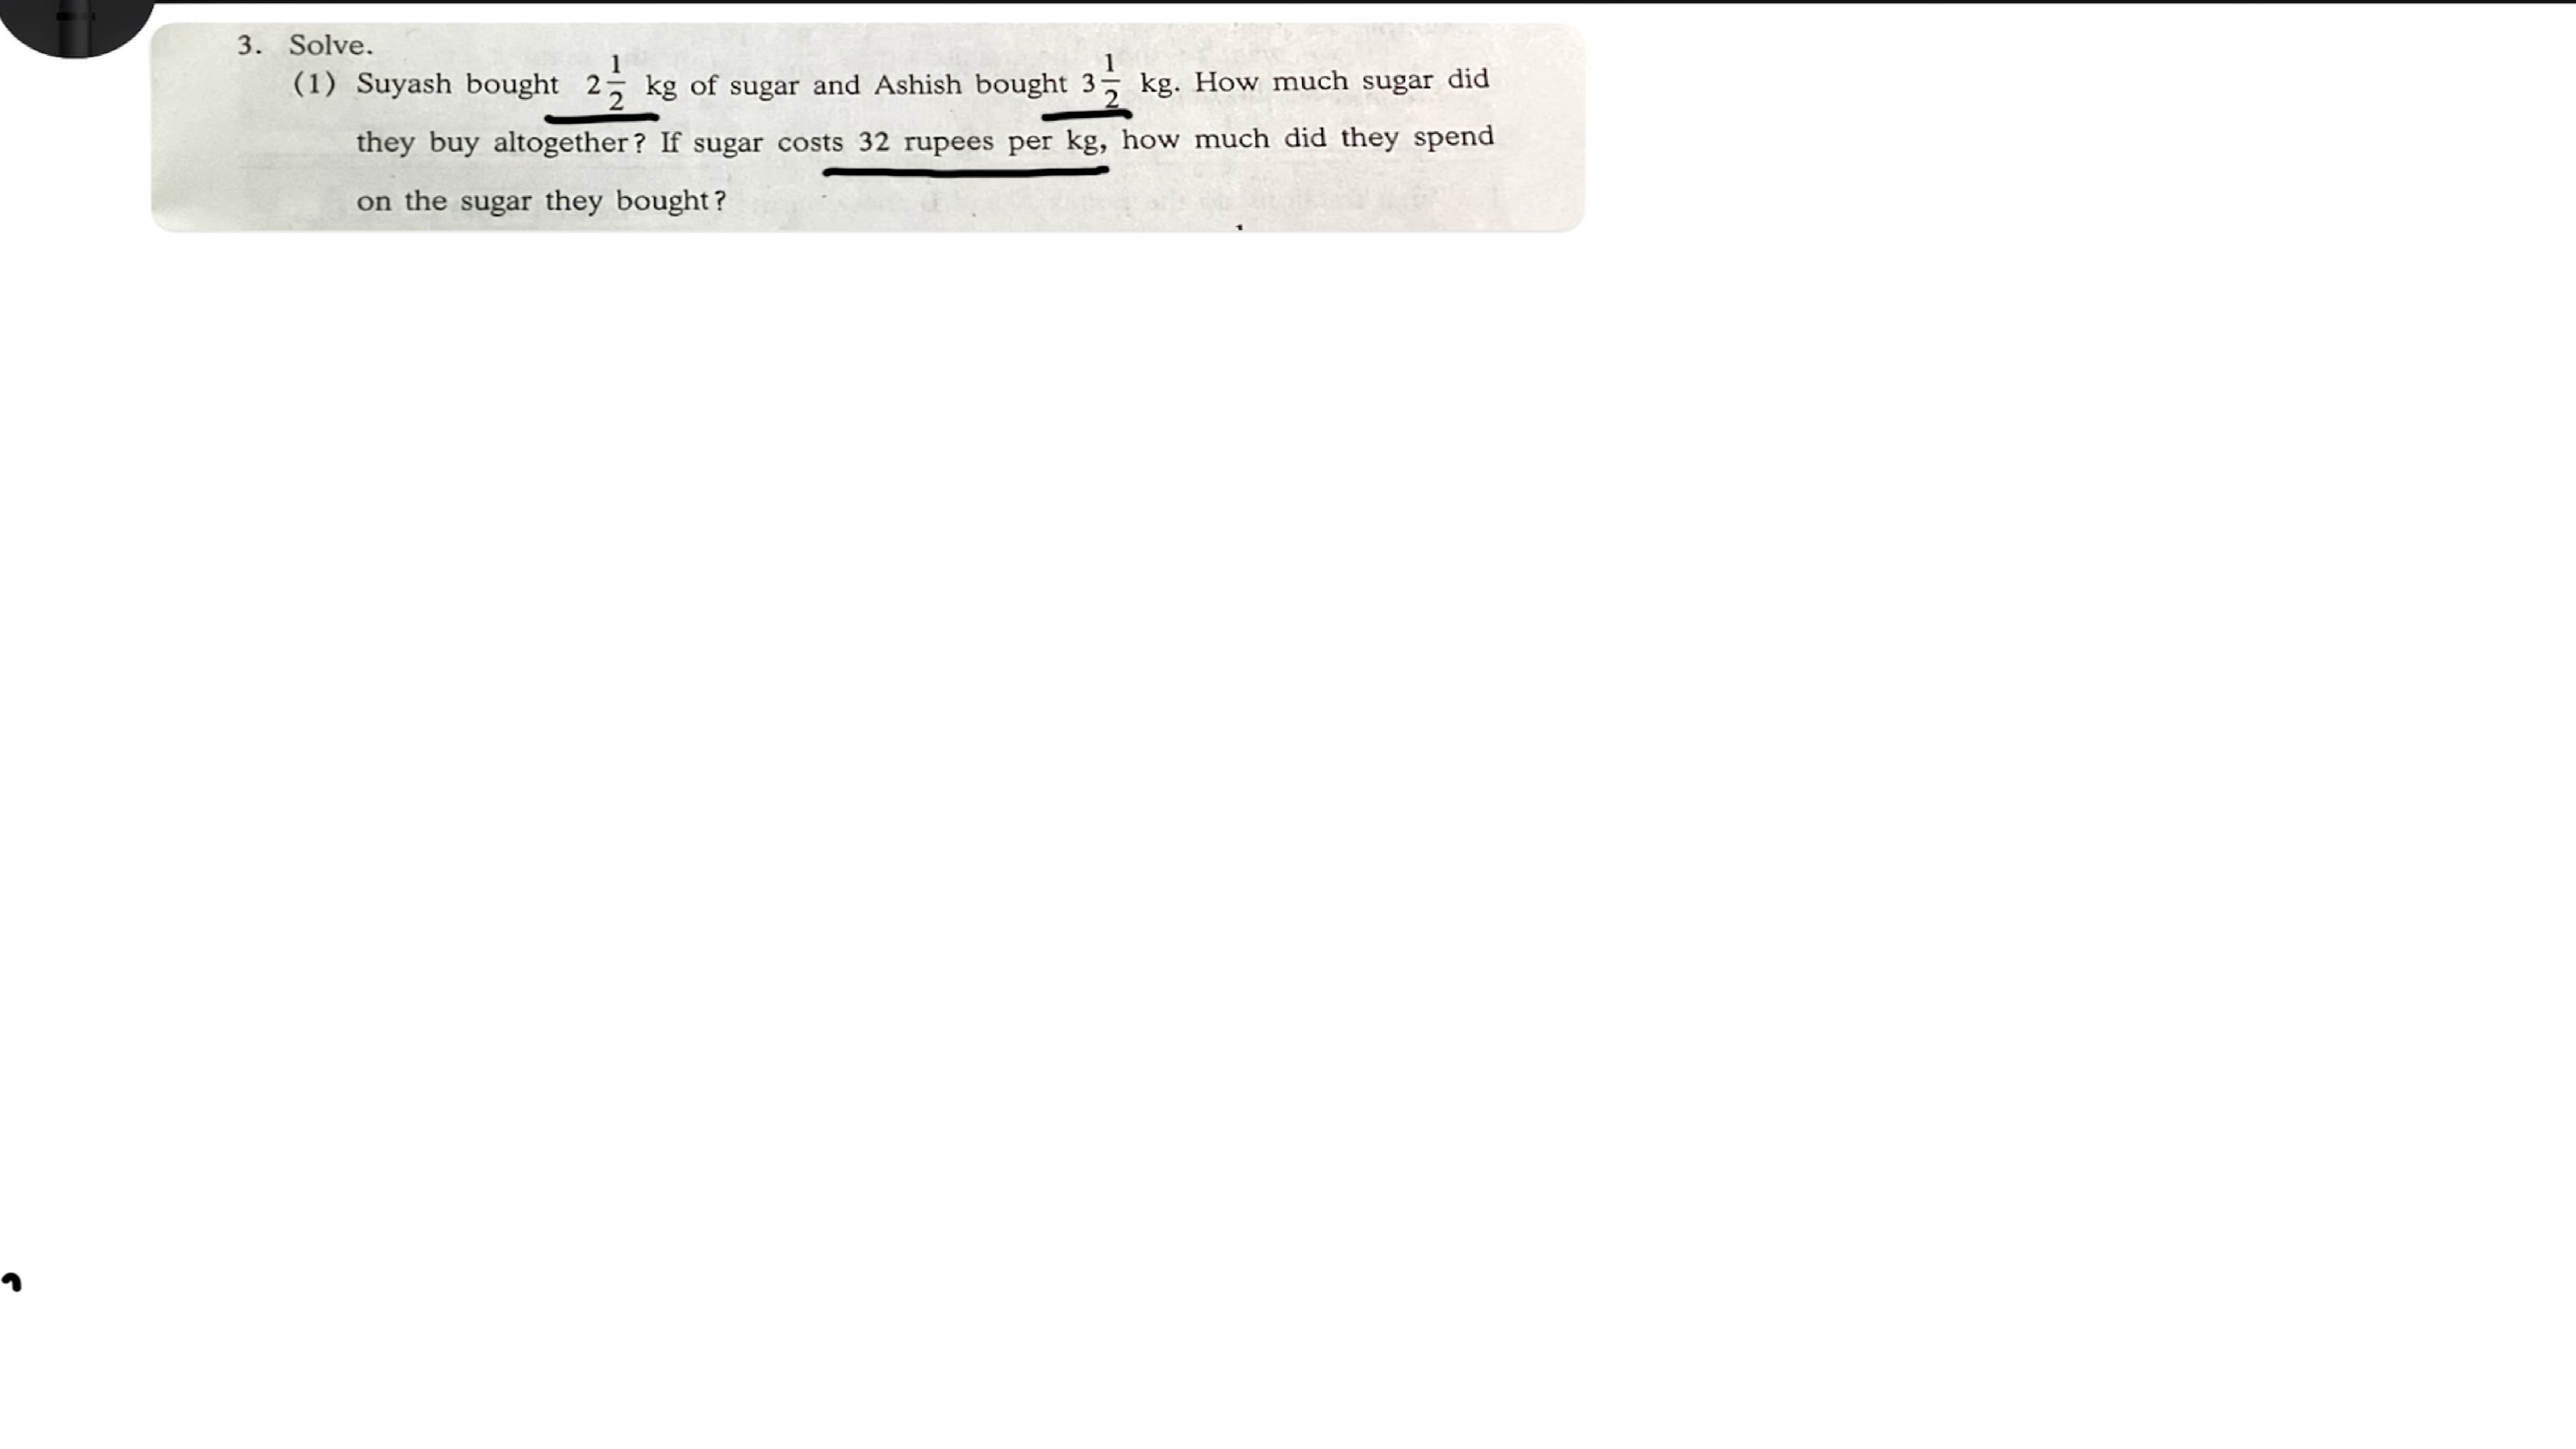 3. Solve.
(1) Suyash bought 2 1/2 kg of sugar and Ashish bought 3 1/2 kg. How much sugar did
they buy altogether? If sugar costs 32 rupees per kg, how much did they spend
on the sugar they bought?